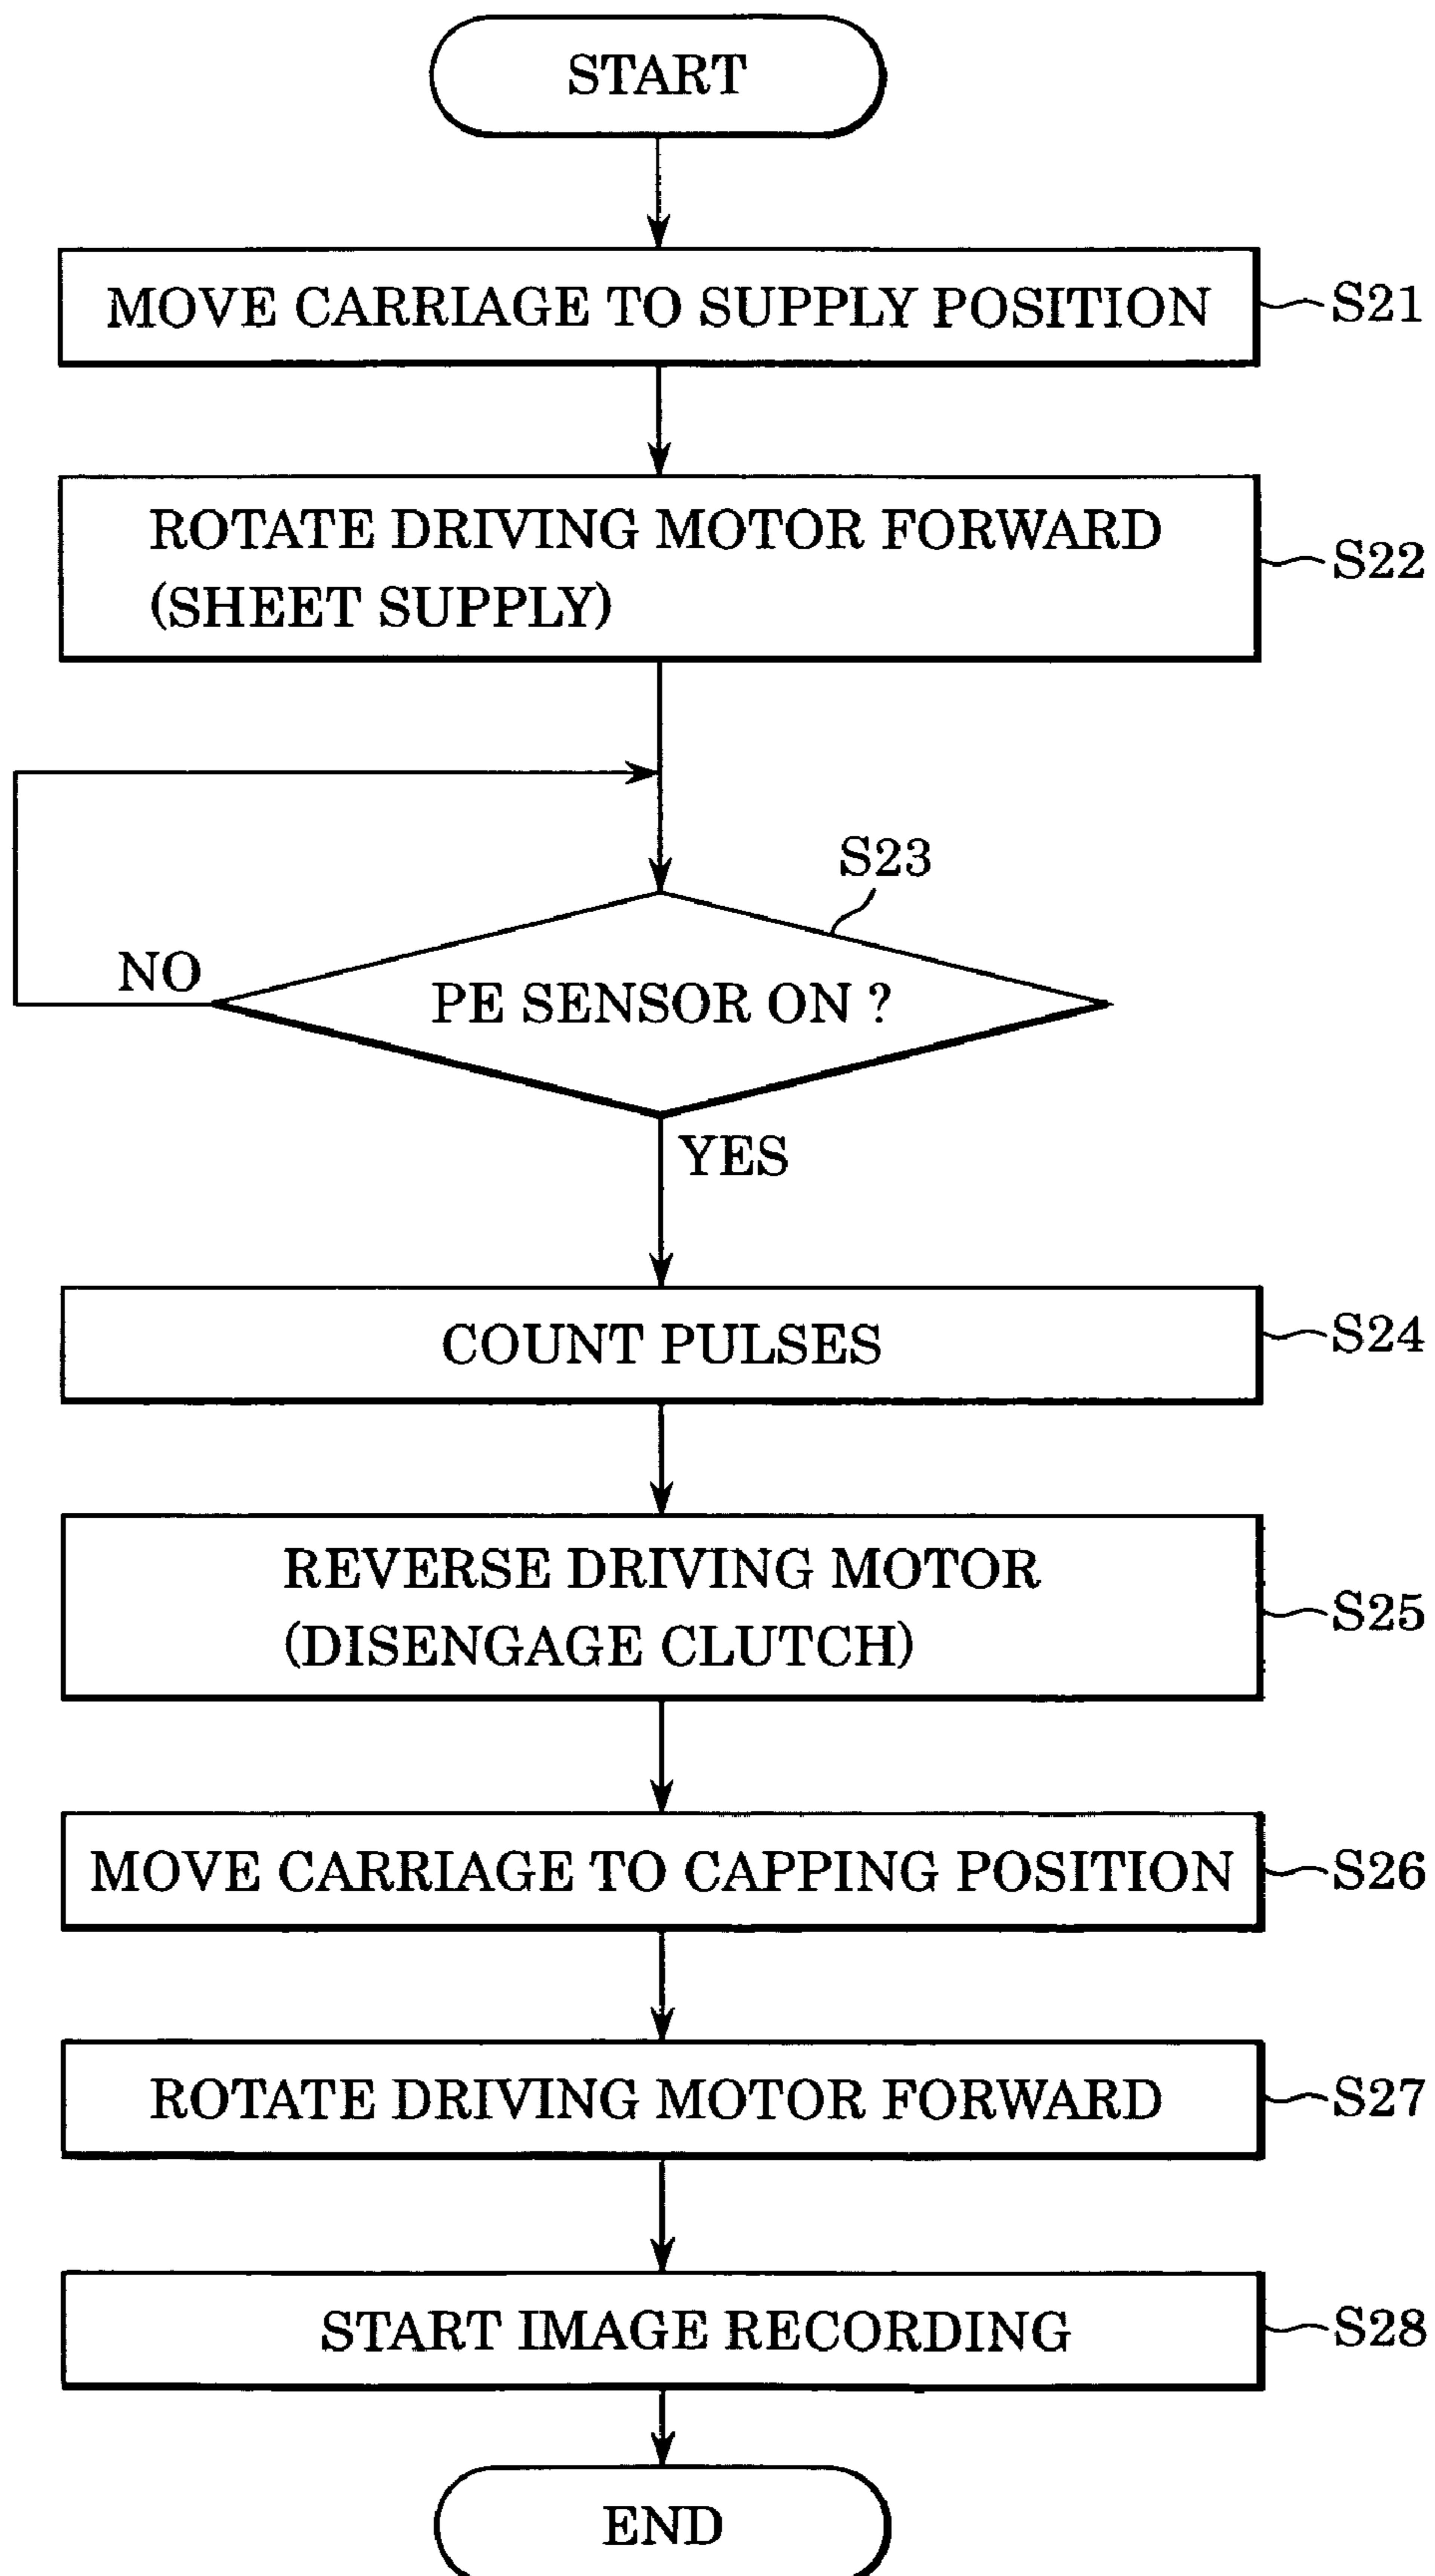 START
MOVE CARRIAGE TO SUPPLY POSITION
S21
ROTATE DRIVING MOTOR FORWARD
(SHEET SUPPLY)
S22
S23
NO
PE SENSOR ON ?
YES
COUNT PULSES
S24
REVERSE DRIVING MOTOR
(DISENGAGE CLUTCH)
S25
MOVE CARRIAGE TO CAPPING POSITION
S26
ROTATE DRIVING MOTOR FORWARD
S27
START IMAGE RECORDING
S28
END